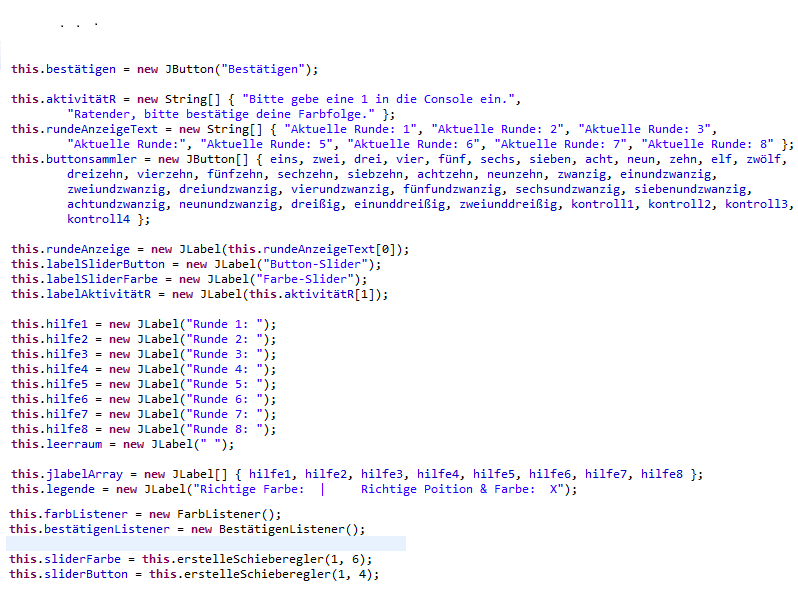 . . .
this.bestätigen = new JButton("Bestätigen");
this.aktivitätR = new String[] { "Bitte gebe eine 1 in die Console ein.",
"Ratender, bitte bestätige deine Farbfolge." };
this.rundeAnzeigeText = new String[] { "Aktuelle Runde: 1", "Aktuelle Runde: 2", "Aktuelle Runde: 3",
"Aktuelle Runde:", "Aktuelle Runde: 5", "Aktuelle Runde: 6", "Aktuelle Runde: 7", "Aktuelle Runde: 8" };
this.buttonsammler = new JButton[] { eins, zwei, drei, vier, fünf, sechs, sieben, acht, neun, zehn, elf, zwölf,
dreizehn, vierzehn, fünfzehn, sechzehn, siebzehn, achtzehn, neunzehn, zwanzig, einundzwanzig,
zweiundzwanzig, dreiundzwanzig, vierundzwanzig, fünfundzwanzig, sechsundzwanzig, siebenundzwanzig,
achtundzwanzig, neunundzwanzig, dreißig, einunddreißig, zweiunddreißig, kontroll1, kontroll2, kontroll3,
kontroll4 };
this.rundeAnzeige = new JLabel(this.rundeAnzeigeText[0]);
this.labelSliderButton = new JLabel("Button-Slider");
this.labelSliderFarbe = new JLabel("Farbe-Slider");
this.labelAktivitätR = new JLabel(this.aktivitätR[1]);
this.hilfe1 = new JLabel("Runde 1: ");
this.hilfe2 = new JLabel("Runde 2: ");
this.hilfe3 = new JLabel("Runde 3: ");
this.hilfe4 = new JLabel("Runde 4: ");
this.hilfe5 = new JLabel("Runde 5: ");
this.hilfe6 = new JLabel("Runde 6: ");
this.hilfe7 = new JLabel("Runde 7: ");
this.hilfe8 = new JLabel("Runde 8: ");
this.leerraum = new JLabel(" ");
this.jlabelArray = new JLabel[] { hilfe1, hilfe2, hilfe3, hilfe4, hilfe5, hilfe6, hilfe7, hilfe8 };
this.legende = new JLabel("Richtige Farbe:  |     Richtige Poition & Farbe:  X");
this.farbListener = new FarbListener();
this.bestätigenListener = new BestätigenListener();
this.sliderFarbe = this.erstelleSchieberegler(1, 6);
this.sliderButton = this.erstelleSchieberegler(1, 4);